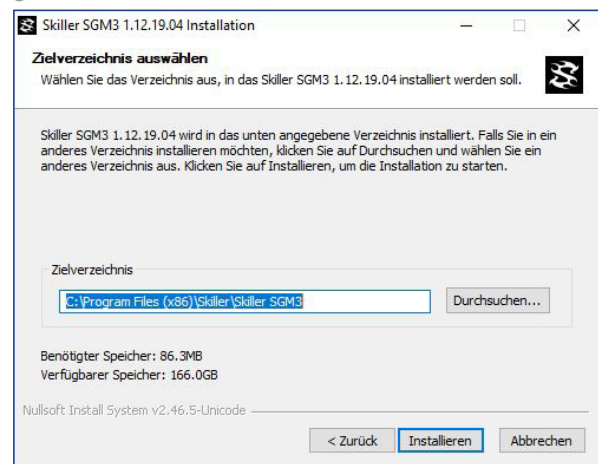 Skiller SGM3 1.12.19.04 Installation
Zielverzeichnis auswählen
Wählen Sie das Verzeichnis aus, in das Skiller SGM3 1.12.19.04 installiert werden soll.
Skiller SGM3 1.12.19.04 wird in das unten angegebene Verzeichnis installiert. Falls Sie in ein
anderes Verzeichnis installieren möchten, klicken Sie auf Durchsuchen und wählen Sie ein
anderes Verzeichnis aus. Klicken Sie auf Installieren, um die Installation zu starten.
Zielverzeichnis
C:\Program Files (x86)\Skiller\Skiller SGM3
Durchsuchen...
Benötigter Speicher: 86.3MB
Verfügbarer Speicher: 166.0GB
Nullsoft Install System v2.46.5-Unicode
< Zurück
Installieren
Abbrechen